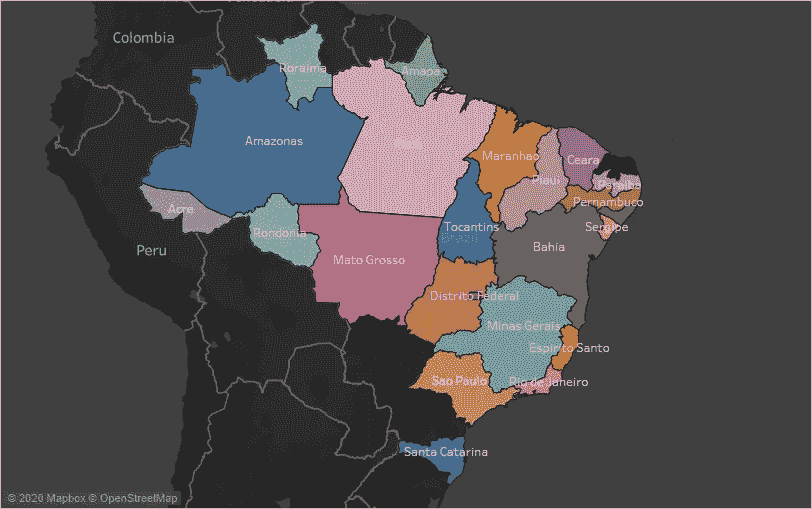 Colombia
Roraima
Amapa
Amazonas
Maranhao
Ceara
Piaui
Paraiba
Acre
Pernambuco
Rondonia
Tocantins
Sergipe
Brazil
Peru
Bahia
Mato Grosso
Distrito Federal
Minas Gerais
Espirito Santo
Sao Paulo
Rio de Janeiro
Santa Catarina
© 2020 Mapbox © OpenStreetMap